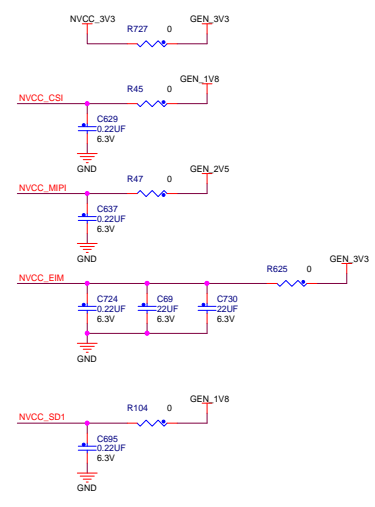 NVCC_3V3 GEN_3V3
R727 0
GEN_1V8
R45 0
NVCC_CSI
C629
0.22UF
6.3V
GND
GEN_2V5
R47 0
NVCC_MIPI
C637
0.22UF
6.3V
GND
GEN_3V3
R625 0
NVCC_EIM
C724 C69 C730
0.22UF 22UF 22UF
6.3V 6.3V 6.3V
GND
GEN_1V8
R104 0
NVCC_SD1
C695
0.22UF
6.3V
GND